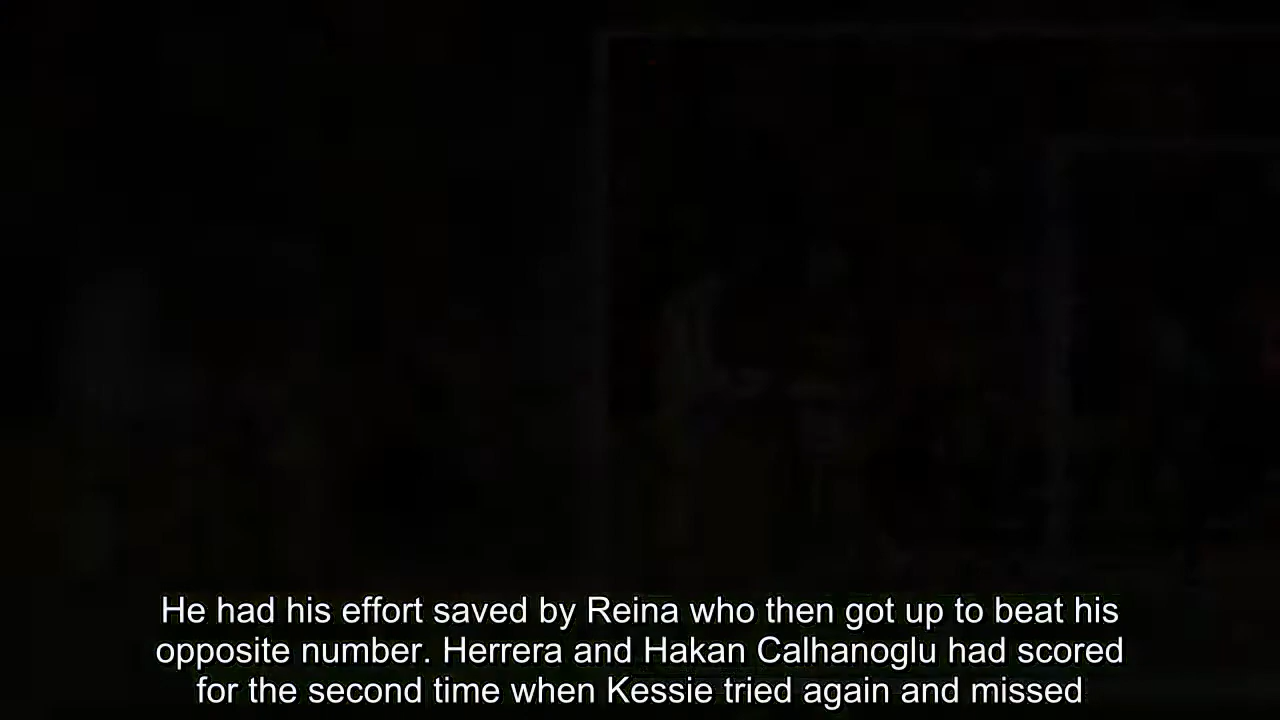 He had his effort saved by Reina who then got up to beat his
opposite number. Herrera and Hakan Calhanoglu had scored
for the second time when Kessie tried again and missed